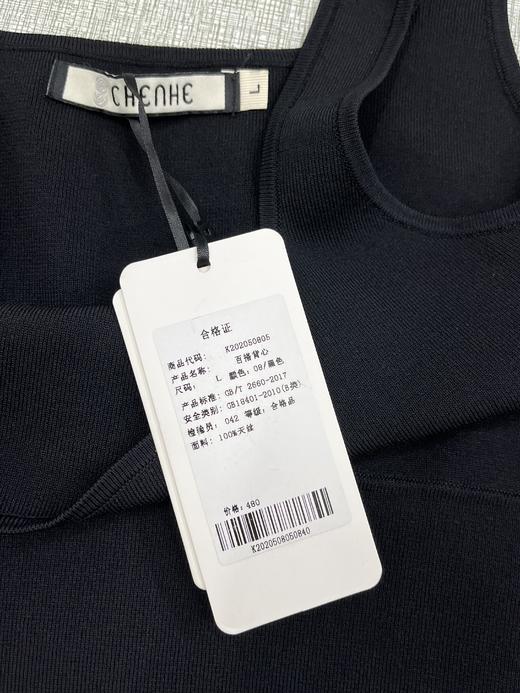 CHENHE
L
合格证
商品代码: K202050805
产品名称: 百搭背心
尺码: L 颜色: 09/黑色
产品标准: GB/T 2660-2017
安全类别: GB18401-2010(B类)
检验员: 042 等级: 合格品
面料: 100%天丝
价格: 480
K2020508050840